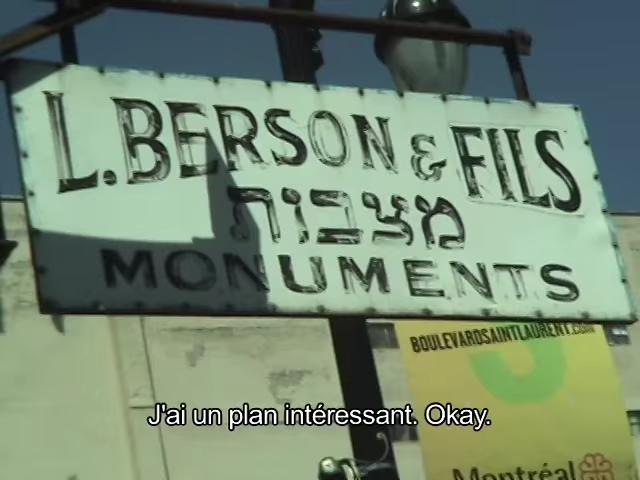 L. BERSON & FILS
מצבות
MONUMENTS
BOULEVARDSAINTLAURENT.COM
J'ai un plan intéressant. Okay.
Montréal